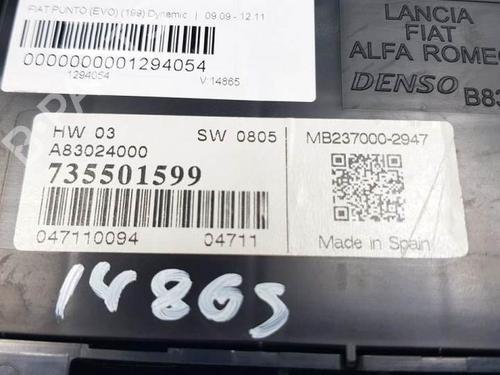 FIAT PUNTO (EVO) (199) Dynamic | 09.09 - 12.11
0000000001294054
1294054 V:14865
LANCIA
FIAT
ALFA ROMEO
DENSO B83
HW 03 SW 0805
A83024000
735501599
047110094 04711
MB237000-2947
Made in Spain
14865